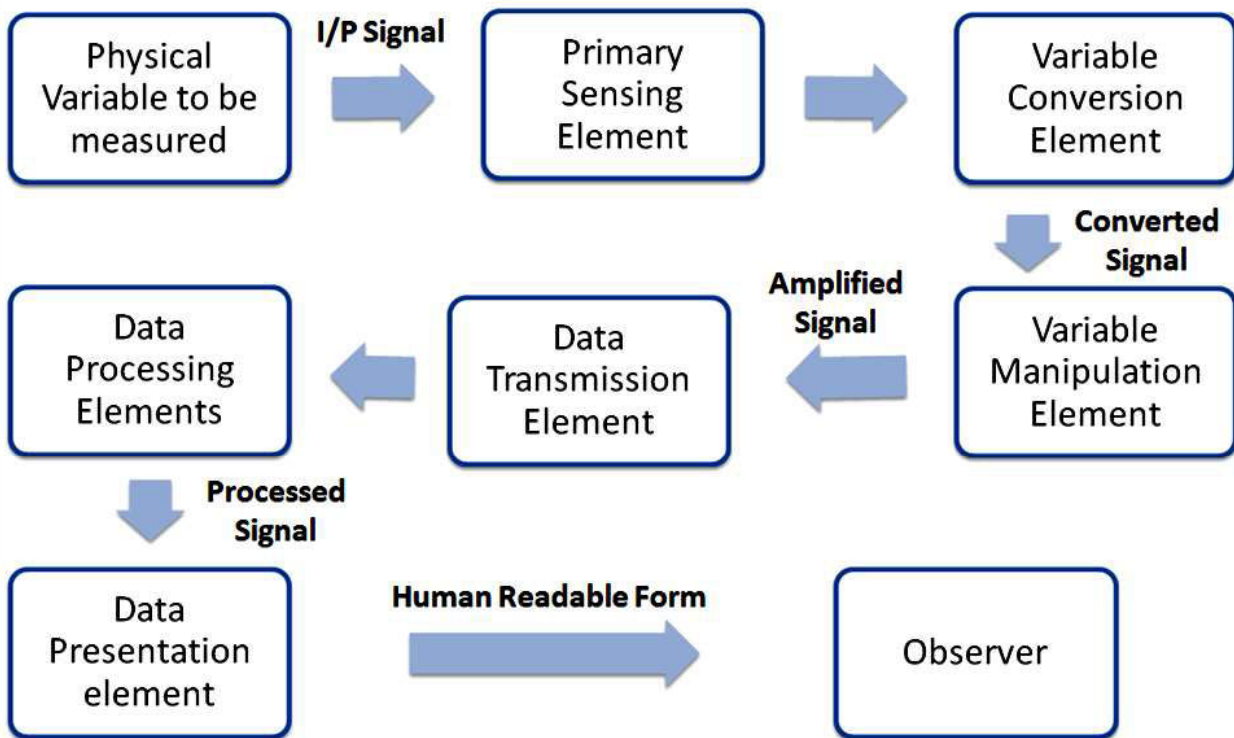 Physical
Variable to be
measured
I/P Signal
Primary
Sensing
Element
Variable
Conversion
Element
Converted
Signal
Variable
Manipulation
Element
Amplified
Signal
Data
Transmission
Element
Data
Processing
Elements
Processed
Signal
Data
Presentation
element
Human Readable Form
Observer